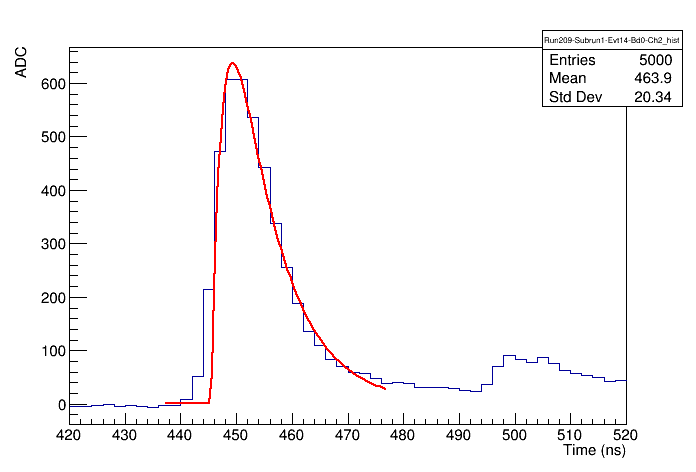 Run209-Subrun1-Evt14-Bd0-Ch2_hist
Entries 5000
Mean 463.9
Std Dev 20.34
ADC
600
500
400
300
200
100
0
420 430 440 450 460 470 480 490 500 510 520
Time (ns)